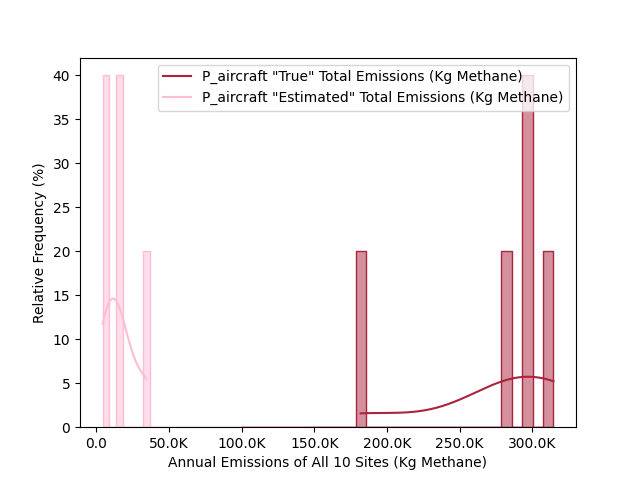 P_aircraft "True" Total Emissions (Kg Methane)
P_aircraft "Estimated" Total Emissions (Kg Methane)
40
35
30
25
20
15
10
5
0
Relative Frequency (%)
0.0 50.0K 100.0K 150.0K 200.0K 250.0K 300.0K
Annual Emissions of All 10 Sites (Kg Methane)